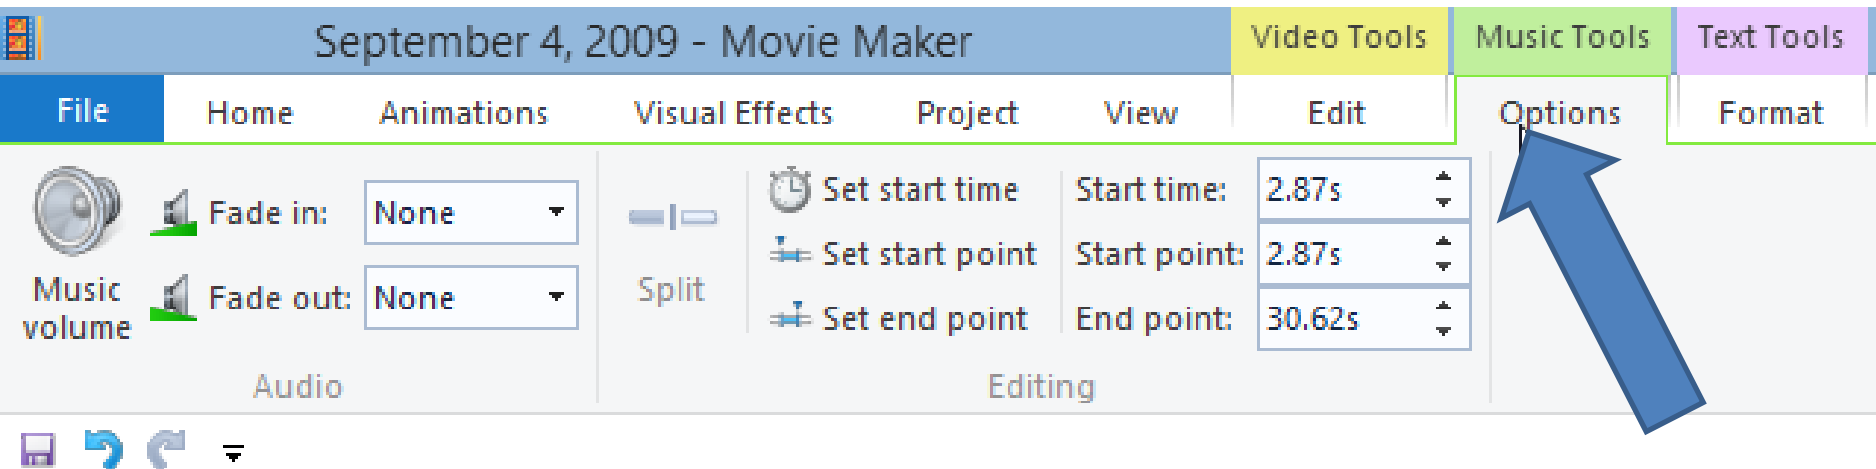 September 4, 2009 - Movie Maker
Video Tools
Music Tools
Text Tools
File
Home
Animations
Visual Effects
Project
View
Edit
Options
Format
Music
volume
Fade in:
None
Fade out:
None
Split
Set start time
Set start point
Set end point
Start time:
2.87s
Start point:
2.87s
End point:
30.62s
Audio
Editing